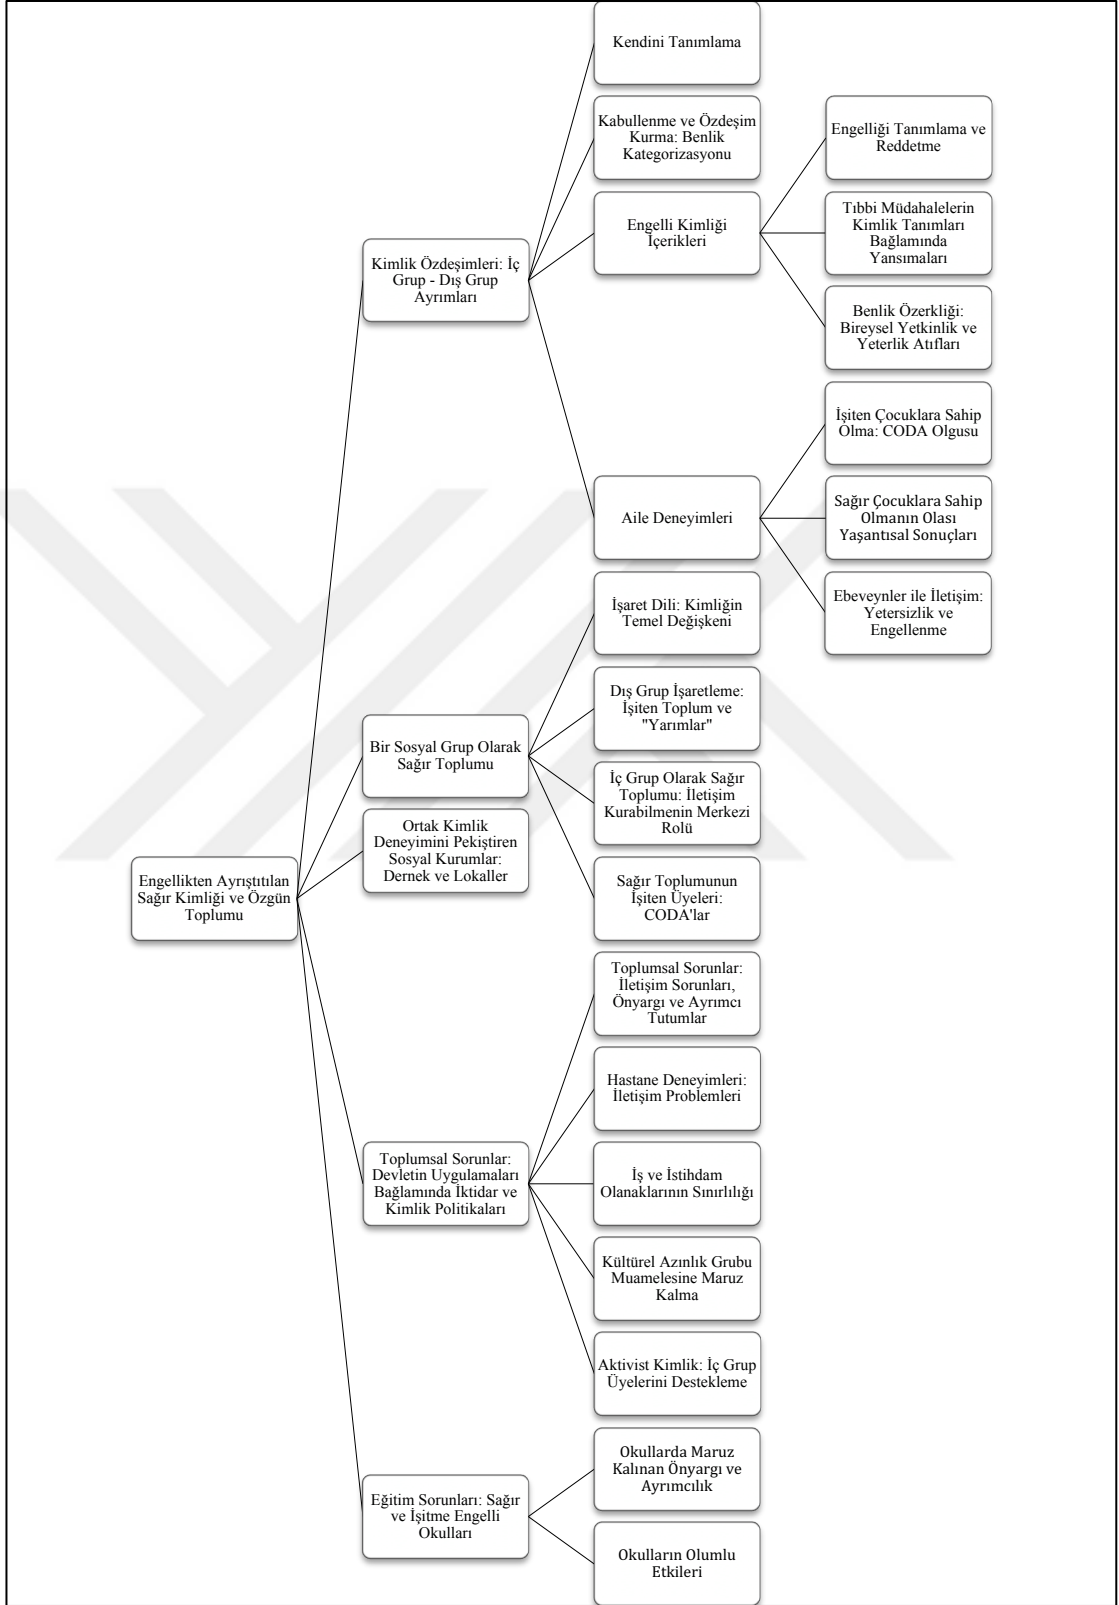 Kendini Tanımlama
Kabullenme ve Özdeşim
Kurma: Benlik
Kategorizasyonu
Engelliği Tanımlama ve
Reddetme
Tıbbi Müdahalelerin
Kimlik Tanımları
Bağlamında
Yansımaları
Engelli Kimliği
İçerikleri
Kimlik Özdeşimleri: İç
Grup - Dış Grup
Ayrımları
Benlik Özerkliği:
Bireysel Yetkinlik ve
Yeterlik Atıfları
İşiten Çocuklara Sahip
Olma: CODA Olgusu
Aile Deneyimleri
Sağır Çocuklara Sahip
Olmanın Olası
Yaşantısal Sonuçları
Ebeveynler ile İletişim:
Yetersizlik ve
Engellenme
İşaret Dili: Kimliğin
Temel Değişkeni
Dış Grup İşaretleme:
İşiten Toplum ve
"Yarımlar"
Bir Sosyal Grup Olarak
Sağır Toplumu
İç Grup Olarak Sağır
Toplumu: İletişim
Kurabilmenin Merkezi
Rolü
Ortak Kimlik
Deneyimini Pekiştiren
Sosyal Kurumlar:
Dernek ve Lokaller
Sağır Toplumunun
İşiten Üyeleri:
CODA'lar
Engellikten Ayrıştıtılan
Sağır Kimliği ve Özgün
Toplumu
Toplumsal Sorunlar:
İletişim Sorunları,
Önyargı ve Ayrımcı
Tutumlar
Hastane Deneyimleri:
İletişim Problemleri
Toplumsal Sorunlar:
Devletin Uygulamaları
Bağlamında İktidar ve
Kimlik Politikaları
İş ve İstihdam
Olanaklarının Sınırlılığı
Kültürel Azınlık Grubu
Muamelesine Maruz
Kalma
Aktivist Kimlik: İç Grup
Üyelerini Destekleme
Okullarda Maruz
Kalınan Önyargı ve
Ayrımcılık
Eğitim Sorunları: Sağır
ve İşitme Engelli
Okulları
Okulların Olumlu
Etkileri